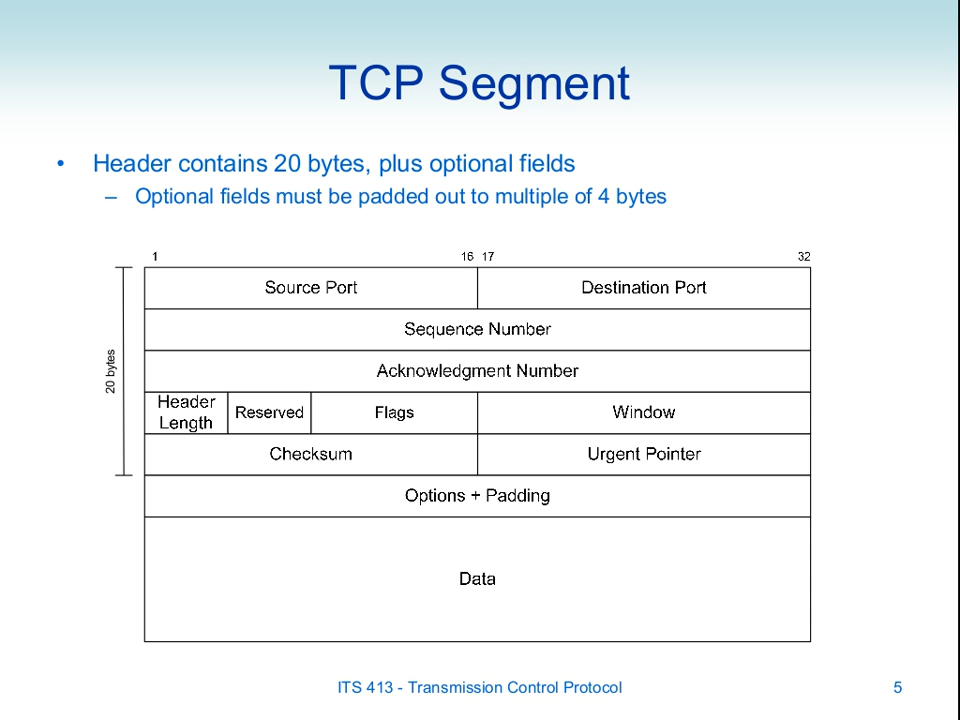 TCP Segment
• Header contains 20 bytes, plus optional fields
– Optional fields must be padded out to multiple of 4 bytes
1 16 17 32
Source Port Destination Port
Sequence Number
20 bytes
Acknowledgment Number
Header Length Reserved Flags Window
Checksum Urgent Pointer
Options + Padding
Data
ITS 413 - Transmission Control Protocol 5